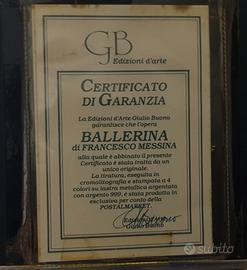 GB
Edizioni d'arte
CERTIFICATO
DI GARANZIA
La Edizioni d'Arte Giulio Buono
garantisce che l'opera
BALLERINA
di FRANCESCO MESSINA
alla quale è abbinato il presente
Certificato è stata tratta da un
unico originale.
La tiratura, eseguita in
cromolitografia e stampata a 4
colori su lastra metallica argentata
con argento 999, è stata prodotta in
esclusiva per conto della
POSTALMARKET.
Edizioni d'Arte
Giulio Buono
subito